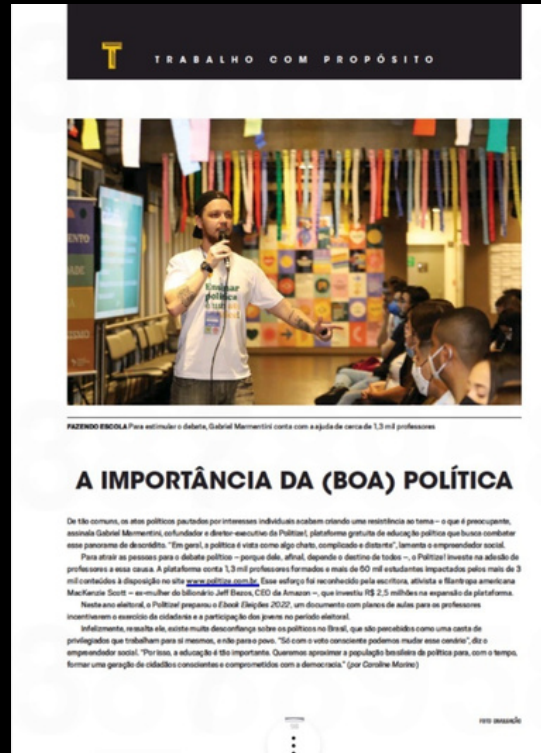 T TRABALHO COM PROPÓSITO
Ensinar
política
FAZENDO ESCOLA Para estimular o debate, Gabriel Marmentini conta com a ajuda de cerca de 1,3 mil professores
A IMPORTÂNCIA DA (BOA) POLÍTICA
De tão comuns, os atos políticos pautados por interesses individuais acabam criando uma resistência ao tema – o que é preocupante,
assinala Gabriel Marmentini, cofundador e diretor-executivo da Politize!, plataforma gratuita de educação política que busca combater
esse panorama de descrédito. "Em geral, a política é vista como algo chato, complicado e distante", lamenta o empreendedor social.
Para atrair as pessoas para o debate político – porque dele, afinal, depende o destino de todos –, o Politize! investe na adesão de
professores a essa causa. A plataforma conta 1,3 mil professores formados e mais de 60 mil estudantes impactados pelos mais de 3
mil conteúdos à disposição no site www.politize.com.br. Esse esforço foi reconhecido pela escritora, ativista e filantropa americana
MacKenzie Scott – ex-mulher do bilionário Jeff Bezos, CEO da Amazon –, que investiu R$ 2,5 milhões na expansão da plataforma.
Neste ano eleitoral, o Politize! preparou o Ebook Eleições 2022, um documento com planos de aulas para os professores
incentivarem o exercício da cidadania e a participação dos jovens no período eleitoral.
Infelizmente, ressalta ele, existe muita desconfiança sobre os políticos no Brasil, que são percebidos como uma casta de
privilegiados que trabalham para si mesmos, e não para o povo. "Só com o voto consciente podemos mudar esse cenário", diz o
empreendedor social. "Por isso, a educação é tão importante. Queremos aproximar a população brasileira da política para, com o tempo,
formar uma geração de cidadãos conscientes e comprometidos com a democracia." (por Caroline Marino)
FOTO DIVULGAÇÃO